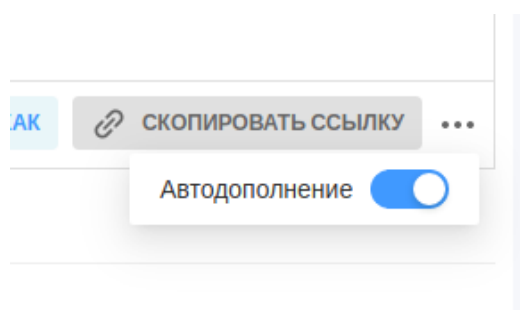 АК СКОПИРОВАТЬ ССЫЛКУ
Автодополнение